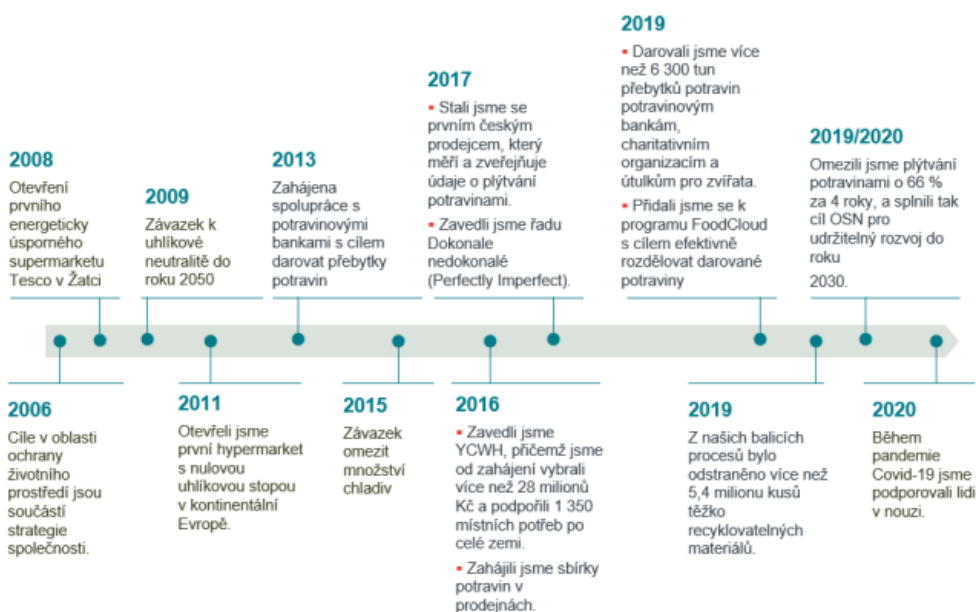 2008
Otevření
prvního
energeticky
úsporného
supermarketu
Tesco v Žatci
2009
Závazek k
uhlíkové
neutralitě do
roku 2050
2013
Zahájena
spolupráce s
potravinovými
bankami s cílem
darovat přebytky
potravin
2017
▪ Stali jsme se
prvním českým
prodejcem, který
měří a zveřejňuje
údaje o plýtvání
potravinami.
▪ Zavedli jsme řadu
Dokonale
nedokonalé
(Perfectly Imperfect).
2019
▪ Darovali jsme více
než 6 300 tun
přebytků potravin
potravinovým
bankám,
charitativním
organizacím a
útulkům pro zvířata.
▪ Přidali jsme se k
programu FoodCloud
s cílem efektivně
rozdělovat darované
potraviny
2019/2020
Omezili jsme plýtvání
potravinami o 66 %
za 4 roky, a splnili tak
cíl OSN pro
udržitelný rozvoj do
roku
2030.
2006
Cíle v oblasti
ochrany
životního
prostředí jsou
součástí
strategie
společnosti.
2011
Otevřeli jsme
první hypermarket
s nulovou
uhlíkovou stopou
v kontinentální
Evropě.
2015
Závazek
omezit
množství
chladiv
2016
▪ Zavedli jsme
YCWH, přičemž jsme
od zahájení vybrali
více než 28 milionů
Kč a podpořili 1 350
místních potřeb po
celé zemi.
▪ Zahájili jsme sbírky
potravin v
prodejnách.
2019
Z našich balicích
procesů bylo
odstraněno více než
5,4 milionu kusů
těžko
recyklovatelných
materiálů.
2020
Během
pandemie
Covid-19 jsme
podporovali lidi
v nouzi.